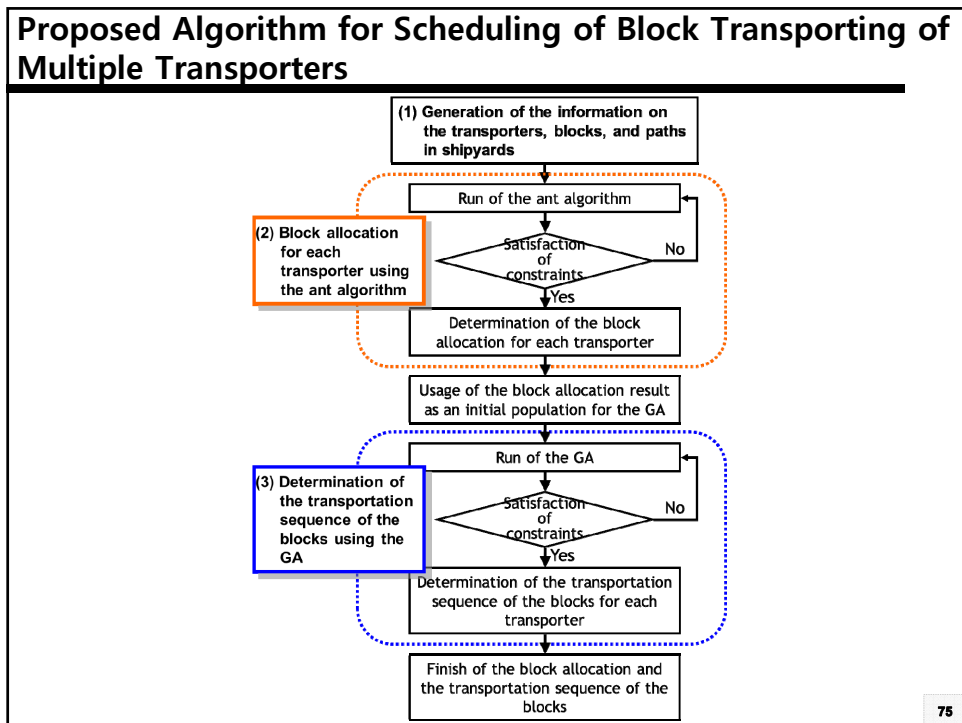 Proposed Algorithm for Scheduling of Block Transporting of
Multiple Transporters
(1) Generation of the information on
the transporters, blocks, and paths
in shipyards
Run of the ant algorithm
(2) Block allocation
for each
transporter using
the ant algorithm
Satisfaction
of
constraints
No
Yes
Determination of the block
allocation for each transporter
Usage of the block allocation result
as an initial population for the GA
Run of the GA
(3) Determination of
the transportation
sequence of the
blocks using the
GA
Satisfaction
of
constraints
No
Yes
Determination of the transportation
sequence of the blocks for each
transporter
Finish of the block allocation and
the transportation sequence of the
blocks
75